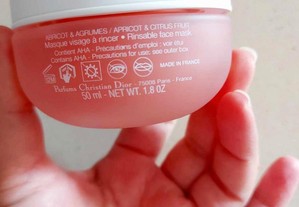 APRICOT & AGRUMES / APRICOT & CITRUS FRUIT
Masque visage à rincer • Rinsable face mask
Contient AHA - Précautions d'emploi : voir étui
Contains AHA - Precautions for use: see outer box
MADE IN FRANCE
Parfums Christian Dior - 75008 Paris - France
50 ml - NET WT. 1.8 OZ